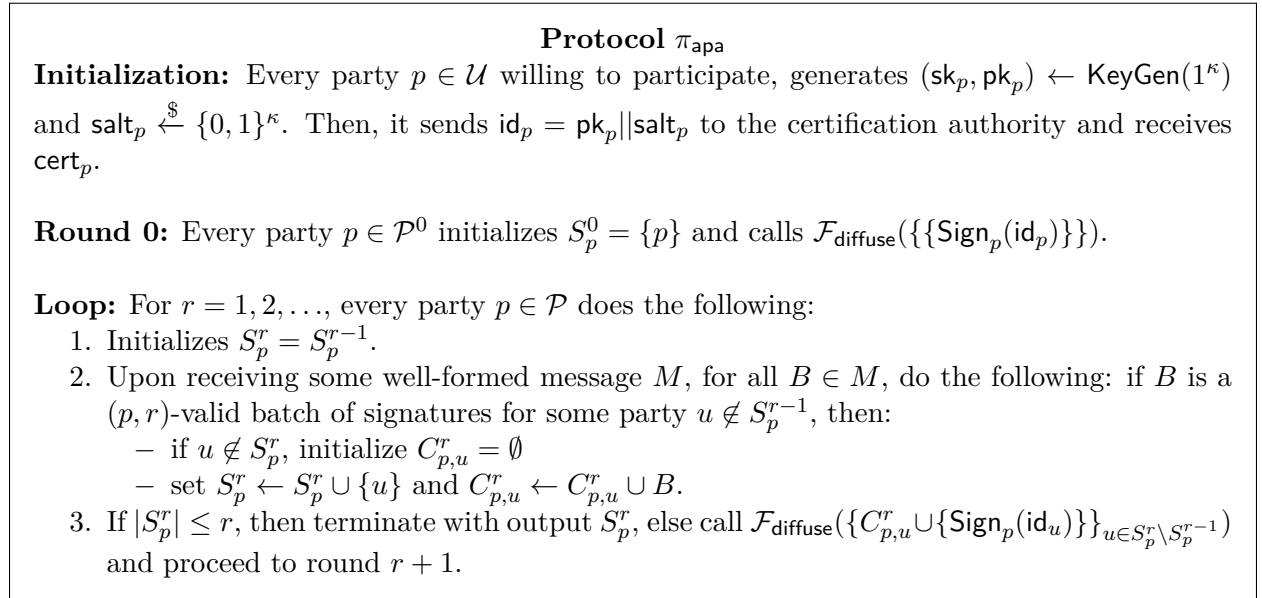 Protocol π_apa
Initialization: Every party p ∈ 𝒰 willing to participate, generates (sk_p, pk_p) ← KeyGen(1^κ)
and salt_p ←$ {0, 1}^κ. Then, it sends id_p = pk_p||salt_p to the certification authority and receives
cert_p.
Round 0: Every party p ∈ 𝒫^0 initializes S_p^0 = {p} and calls ℱ_diffuse({{Sign_p(id_p)}}).
Loop: For r = 1, 2, . . ., every party p ∈ 𝒫 does the following:
1. Initializes S_p^r = S_p^{r−1}.
2. Upon receiving some well-formed message M, for all B ∈ M, do the following: if B is a
(p, r)-valid batch of signatures for some party u ∉ S_p^{r−1}, then:
− if u ∉ S_p^r, initialize C_{p,u}^r = ∅
− set S_p^r ← S_p^r ∪ {u} and C_{p,u}^r ← C_{p,u}^r ∪ B.
3. If |S_p^r| ≤ r, then terminate with output S_p^r, else call ℱ_diffuse({C_{p,u}^r ∪{Sign_p(id_u)}}_{u∈S_p^r\S_p^{r−1}})
and proceed to round r + 1.